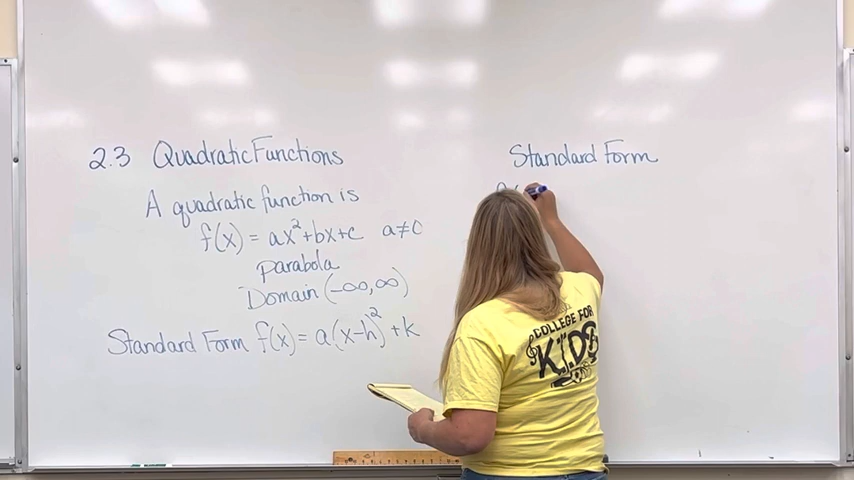 2.3 Quadratic Functions
A quadratic function is
f(x) = ax²+bx+c a≠0
parabola
Domain (-∞,∞)
Standard Form f(x) = a(x-h)²+k
Standard Form
COLLEGE FOR
KIDS